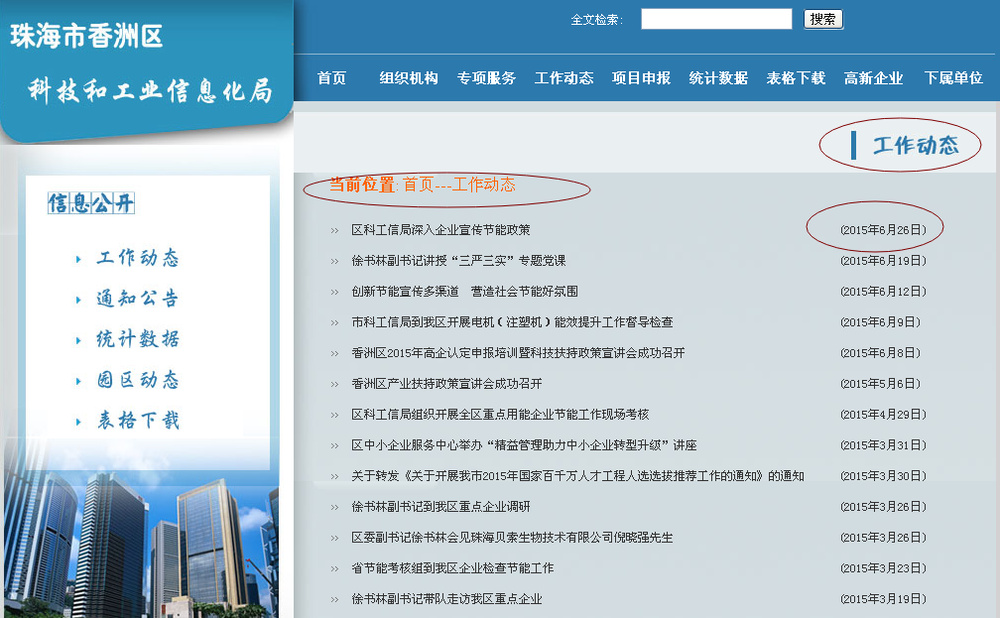 珠海市香洲区
科技和工业信息化局
全文检索: 搜索
首页 组织机构 专项服务 工作动态 项目申报 统计数据 表格下载 高新企业 下属单位
工作动态
当前位置: 首页---工作动态
信息公开
工作动态
通知公告
统计数据
园区动态
表格下载
区科工信局深入企业宣传节能政策 (2015年6月26日)
徐书林副书记讲授“三严三实”专题党课 (2015年6月19日)
创新节能宣传多渠道 营造社会节能好氛围 (2015年6月12日)
市科工信局到我区开展电机(注塑机)能效提升工作督导检查 (2015年6月9日)
香洲区2015年高企认定申报培训暨科技扶持政策宣讲会成功召开 (2015年6月8日)
香洲区产业扶持政策宣讲会成功召开 (2015年5月6日)
区科工信局组织开展全区重点用能企业节能工作现场考核 (2015年4月29日)
区中小企业服务中心举办“精益管理助力中小企业转型升级”讲座 (2015年3月31日)
关于转发《关于开展我市2015年国家百千万人才工程人选选拔推荐工作的通知》的通知 (2015年3月30日)
徐书林副书记到我区重点企业调研 (2015年3月26日)
区委副书记徐书林会见珠海贝索生物技术有限公司倪晓强先生 (2015年3月26日)
省节能考核组到我区企业检查节能工作 (2015年3月23日)
徐书林副书记带队走访我区重点企业 (2015年3月19日)